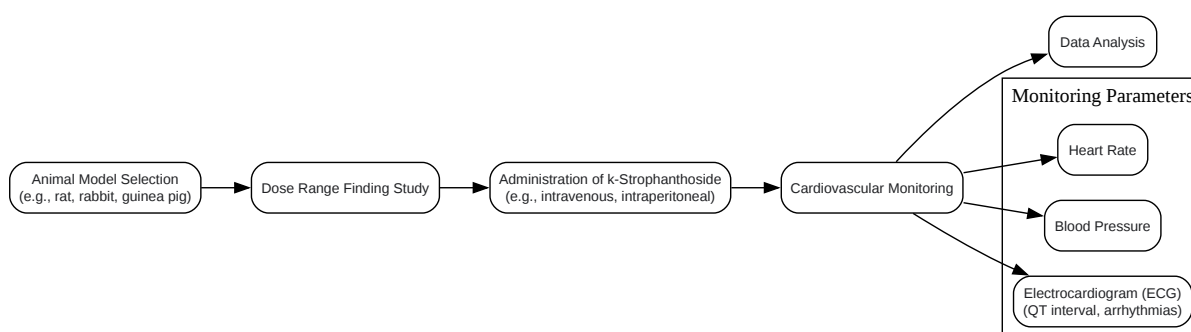 Animal Model Selection
(e.g., rat, rabbit, guinea pig)
Dose Range Finding Study
Administration of k-Strophanthoside
(e.g., intravenous, intraperitoneal)
Cardiovascular Monitoring
Data Analysis
Monitoring Parameters
Heart Rate
Blood Pressure
Electrocardiogram (ECG)
(QT interval, arrhythmias)